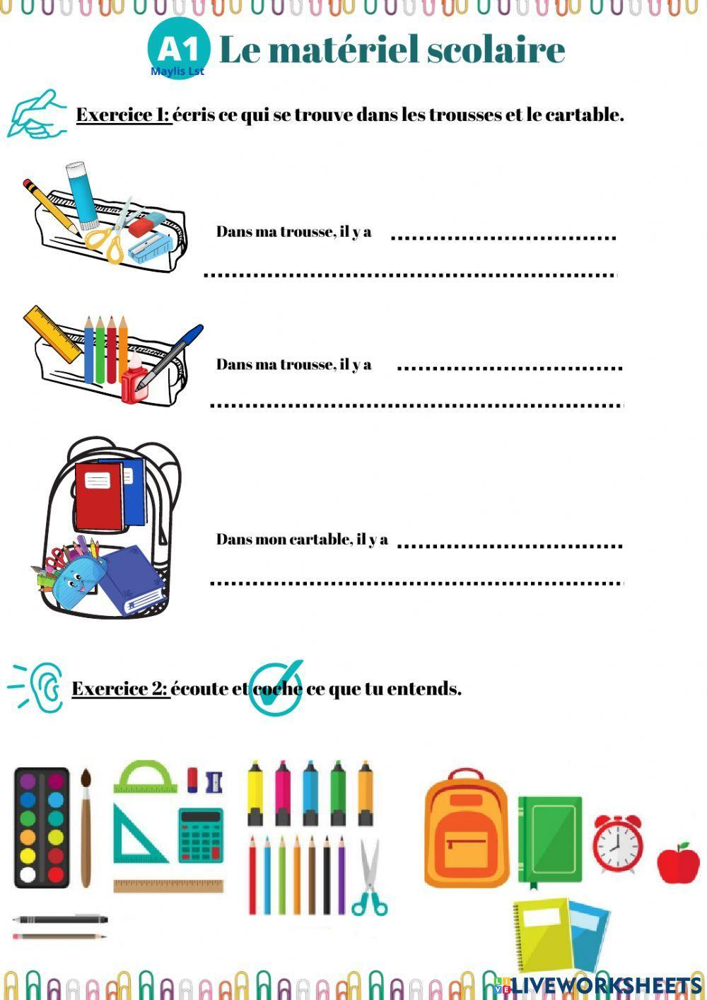 A1 Le matériel scolaire
Maylis Lst
Exercice 1: écris ce qui se trouve dans les trousses et le cartable.
Dans ma trousse, il y a
Dans ma trousse, il y a
Dans mon cartable, il y a
Exercice 2: écoute et coche ce que tu entends.
LIVE LIVEWORKSHEETS